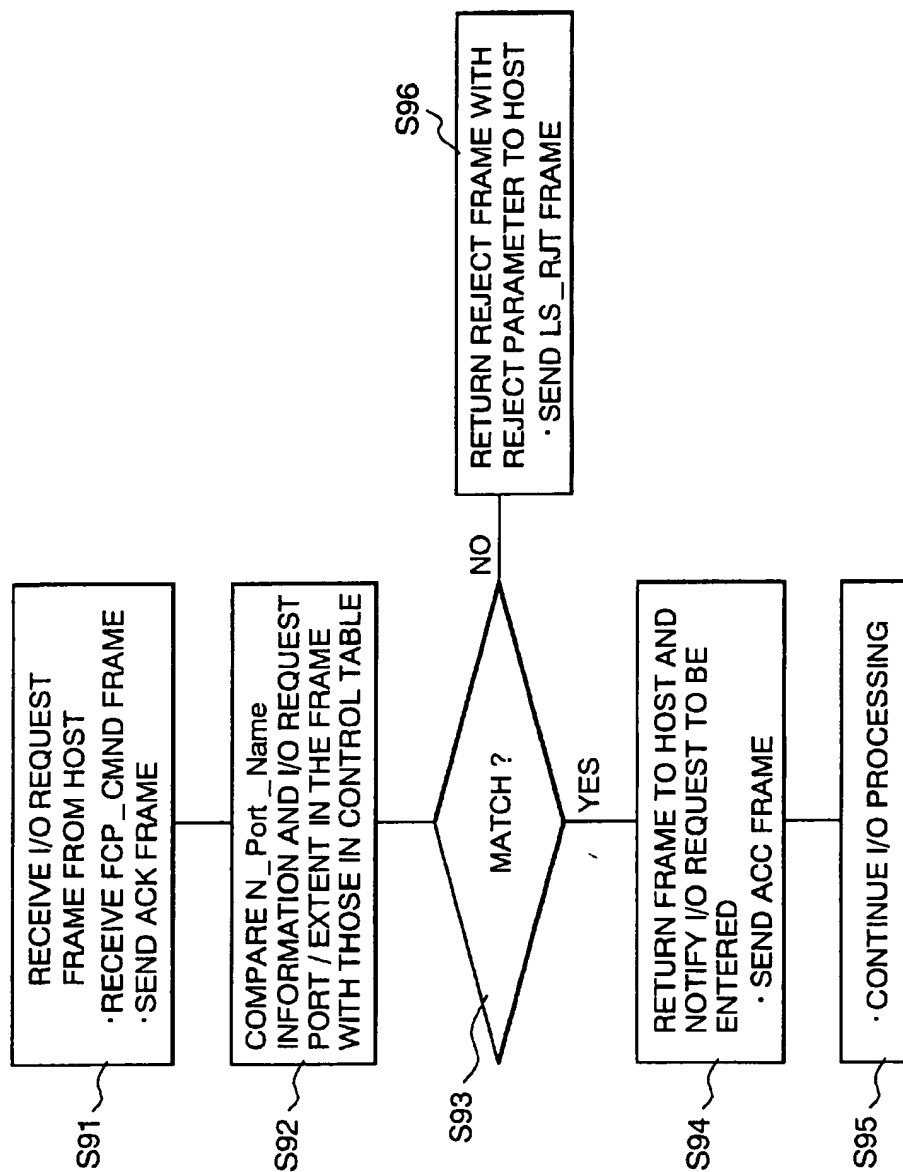 S91
RECEIVE I/O REQUEST
FRAME FROM HOST
·RECEIVE FCP_CMND FRAME
·SEND ACK FRAME
S92
COMPARE N_Port_Name
INFORMATION AND I/O REQUEST
PORT / EXTENT IN THE FRAME
WITH THOSE IN CONTROL TABLE
S93
MATCH ?
NO
S96
RETURN REJECT FRAME WITH
REJECT PARAMETER TO HOST
·SEND LS_RJT FRAME
YES
S94
RETURN FRAME TO HOST AND
NOTIFY I/O REQUEST TO BE
ENTERED
·SEND ACC FRAME
S95
·CONTINUE I/O PROCESSING